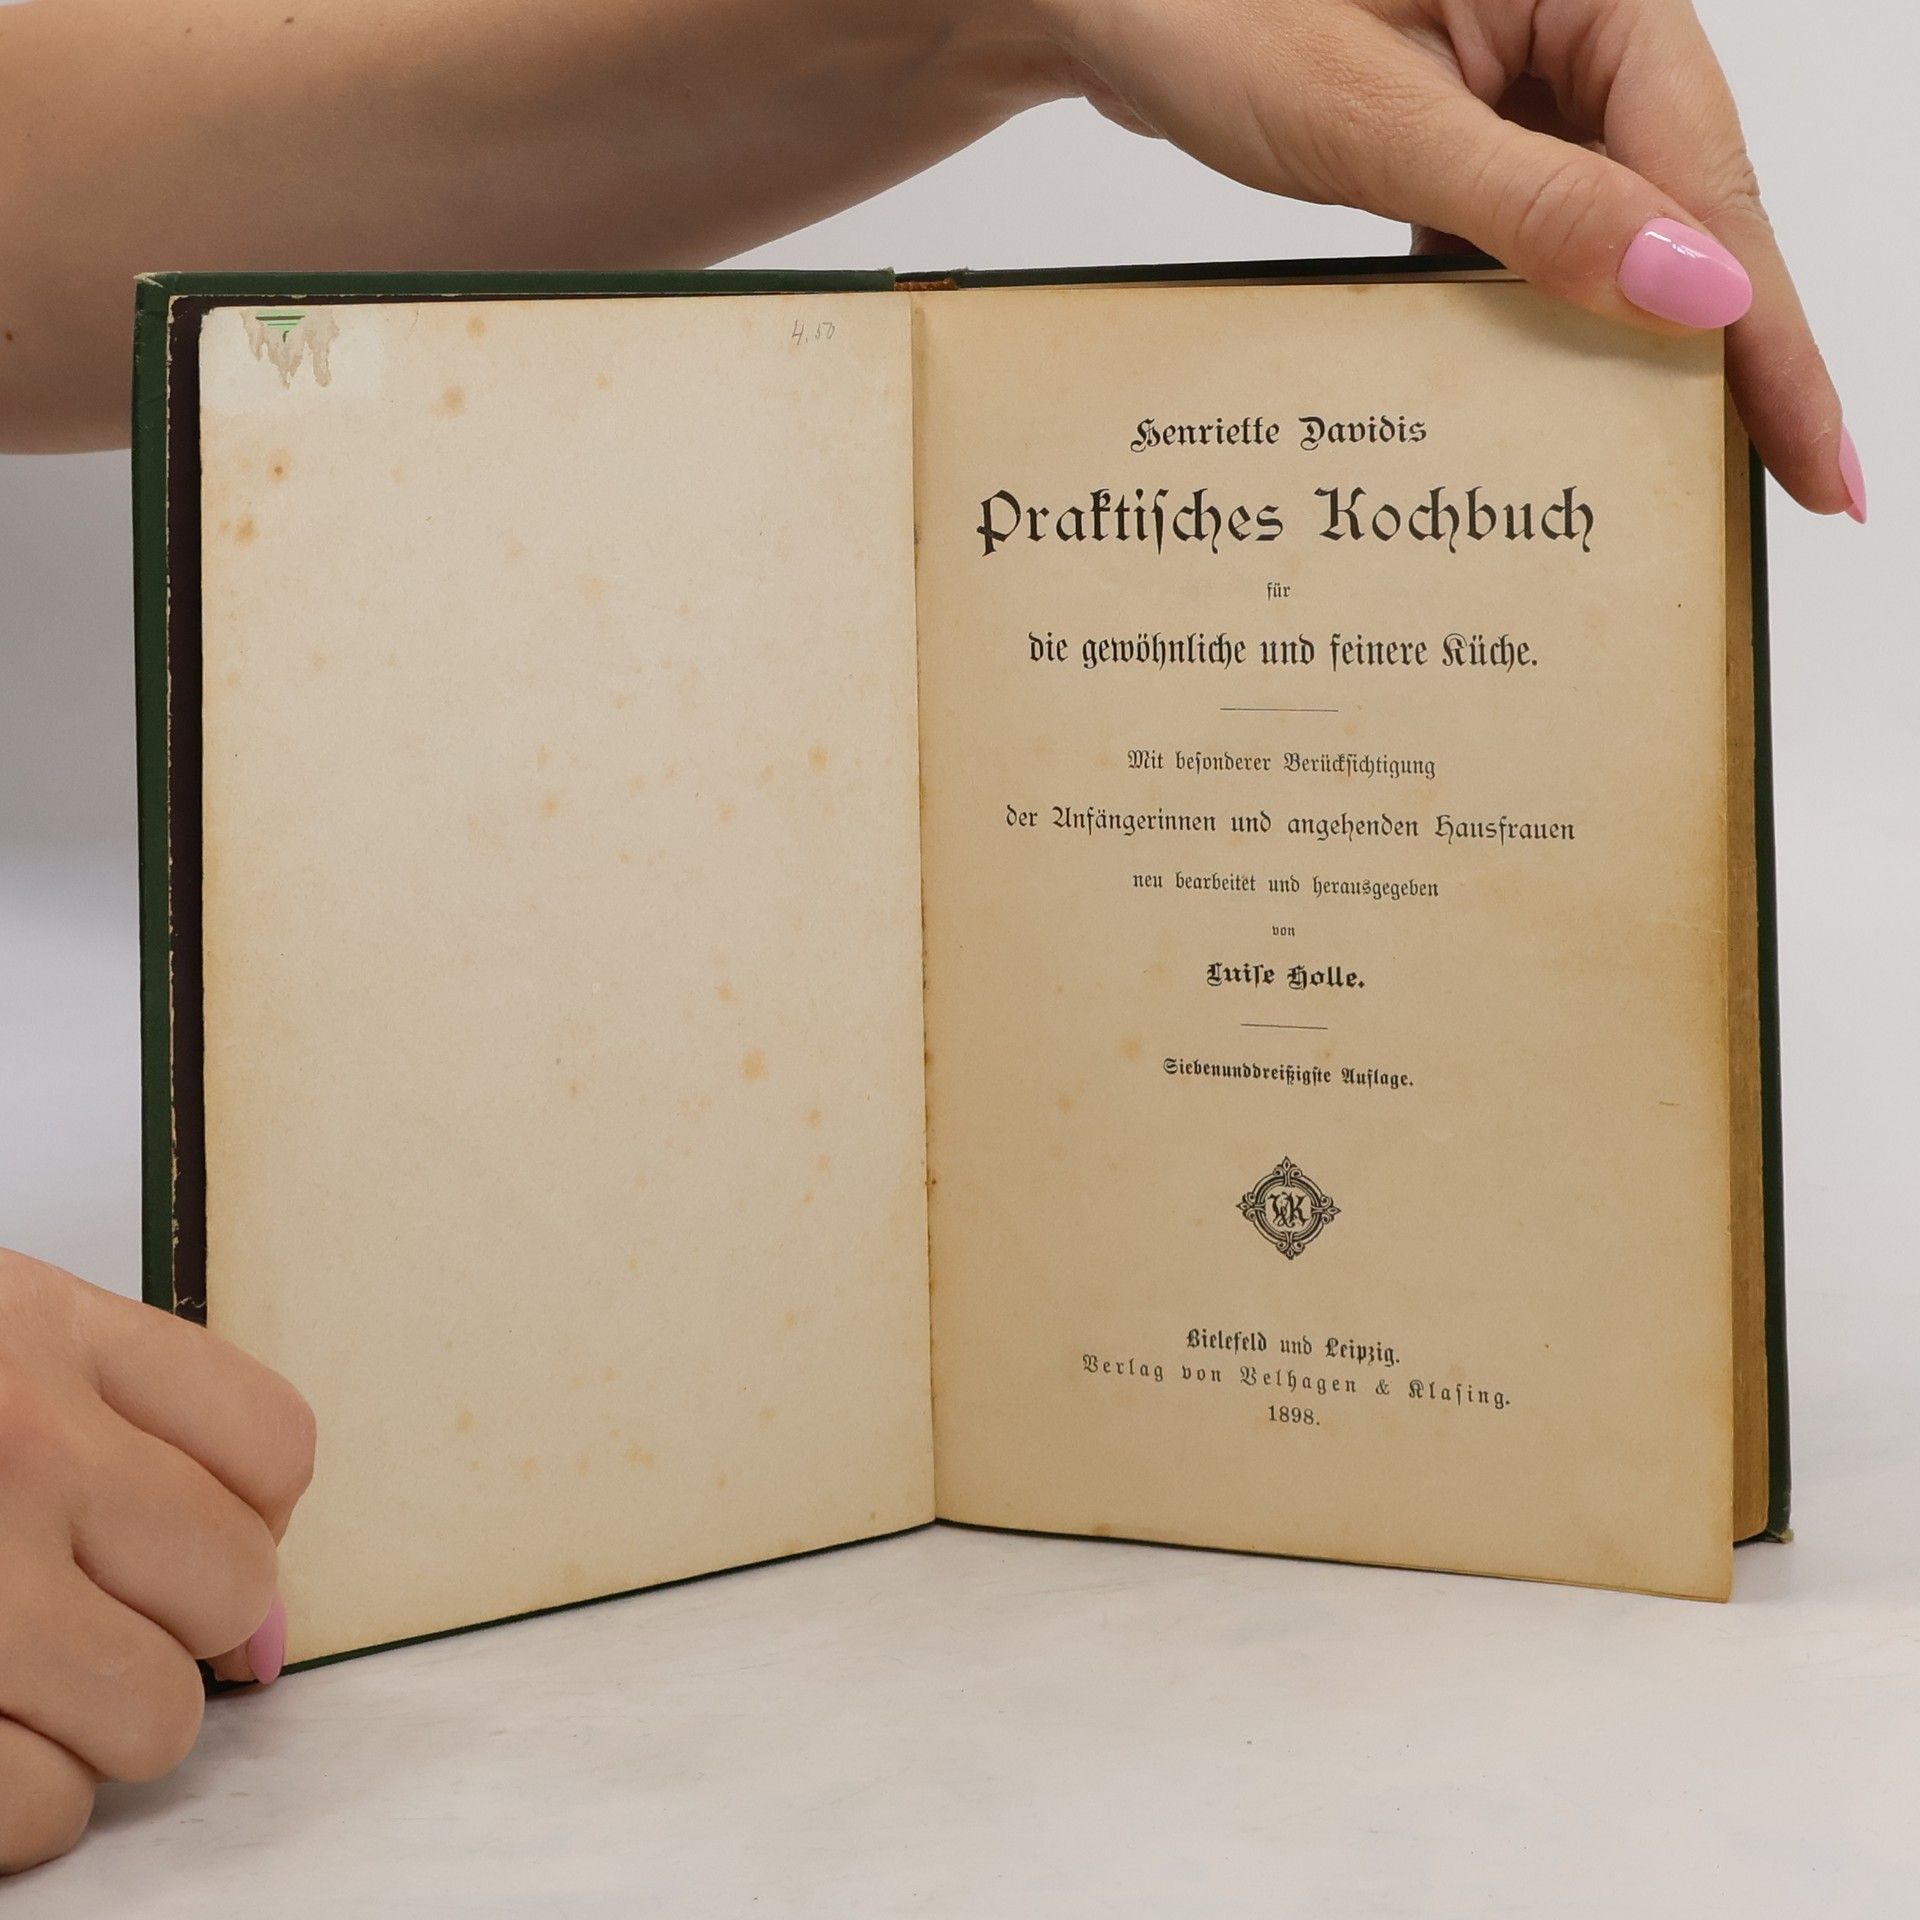 4.50
Henriette Davidis
Praktiſches Kochbuch
für
die gewöhnliche und feinere Küche.
Mit beſonderer Berückſichtigung
der Anfängerinnen und angehenden Hausfrauen
neu bearbeitet und herausgegeben
von
Luiſe Holle.
Siebenunddreißigſte Auflage.
V&K
Bielefeld und Leipzig.
Verlag von Velhagen & Klaſing.
1898.